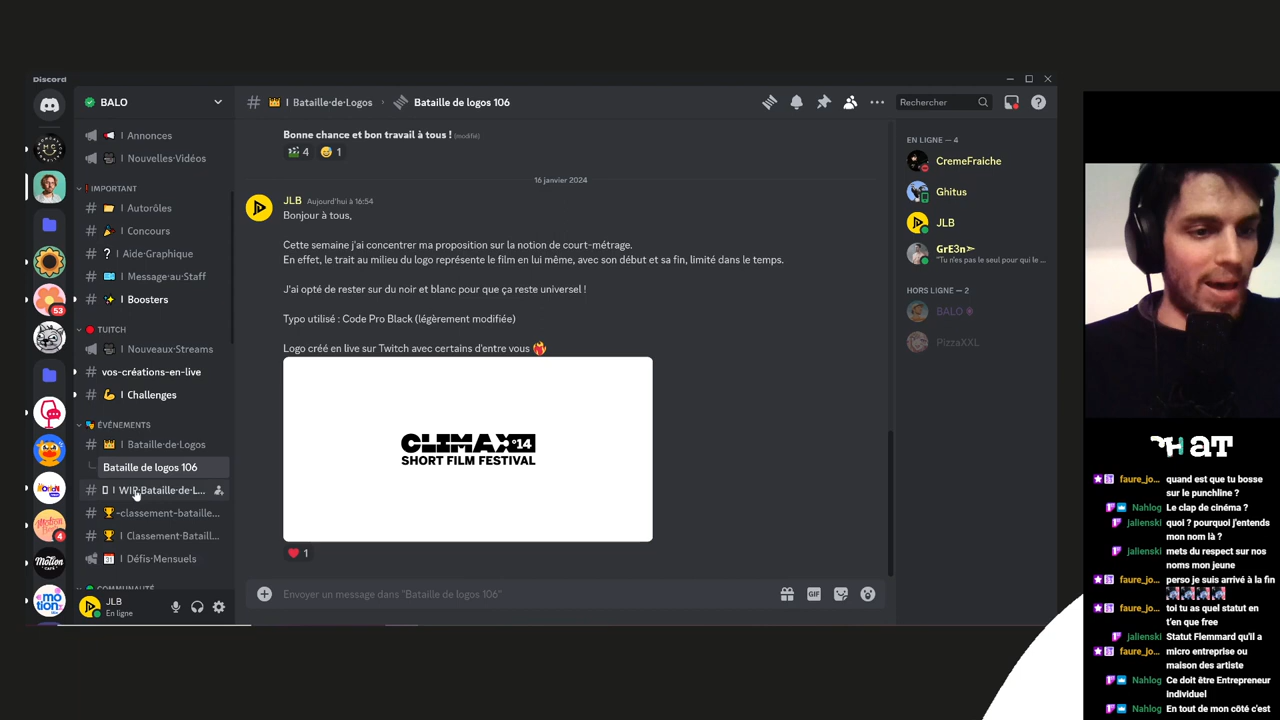 Discord
BALO
Annonces
Nouvelles·Vidéos
IMPORTANT
Autorôles
Concours
Aide·Graphique
Message·au·Staff
Boosters
TUITCH
Nouveaux·Streams
vos-créations-en-live
Challenges
ÉVÉNEMENTS
Bataille·de·Logos
Bataille de logos 106
WIP·Bataille·de·L...
-classement-bataille...
Classement·Bataill...
Défis·Mensuels
COMMUNAUTÉ
JLB
En ligne
Bataille·de·Logos
Bataille de logos 106
Rechercher
Bonne chance et bon travail à tous ! (modifié)
4 1
16 janvier 2024
JLB Aujourd'hui à 16:54
Bonjour à tous,
Cette semaine j'ai concentrer ma proposition sur la notion de court-métrage.
En effet, le trait au milieu du logo représente le film en lui même, avec son début et sa fin, limité dans le temps.
J'ai opté de rester sur du noir et blanc pour que ça reste universel !
Typo utilisé : Code Pro Black (légèrement modifiée)
Logo créé en live sur Twitch avec certains d'entre vous
CLIMAX °14
SHORT FILM FESTIVAL
1
Envoyer un message dans "Bataille de logos 106"
GIF
EN LIGNE — 4
CremeFraiche
Ghitus
JLB
GrE3n➣
"Tu n'es pas le seul pour qui le ...
HORS LIGNE — 2
BALO
PizzaXXL
53
4
CHAT
faure_jo... quand est que tu bosse
sur le punchline ?
Nahlog Le clap de cinéma ?
jalienski quoi ? pourquoi j'entends
mon nom là ?
jalienski mets du respect sur nos
noms mon jeune
faure_jo... perso je suis arrivé à la fin
faure_jo... toi tu as quel statut en
t'en que free
jalienski Statut Flemmard qu'il a
faure_jo... micro entreprise ou
maison des artiste
Nahlog Ce doit être Entrepreneur
Individuel
Nahlog En tout de mon côté c'est